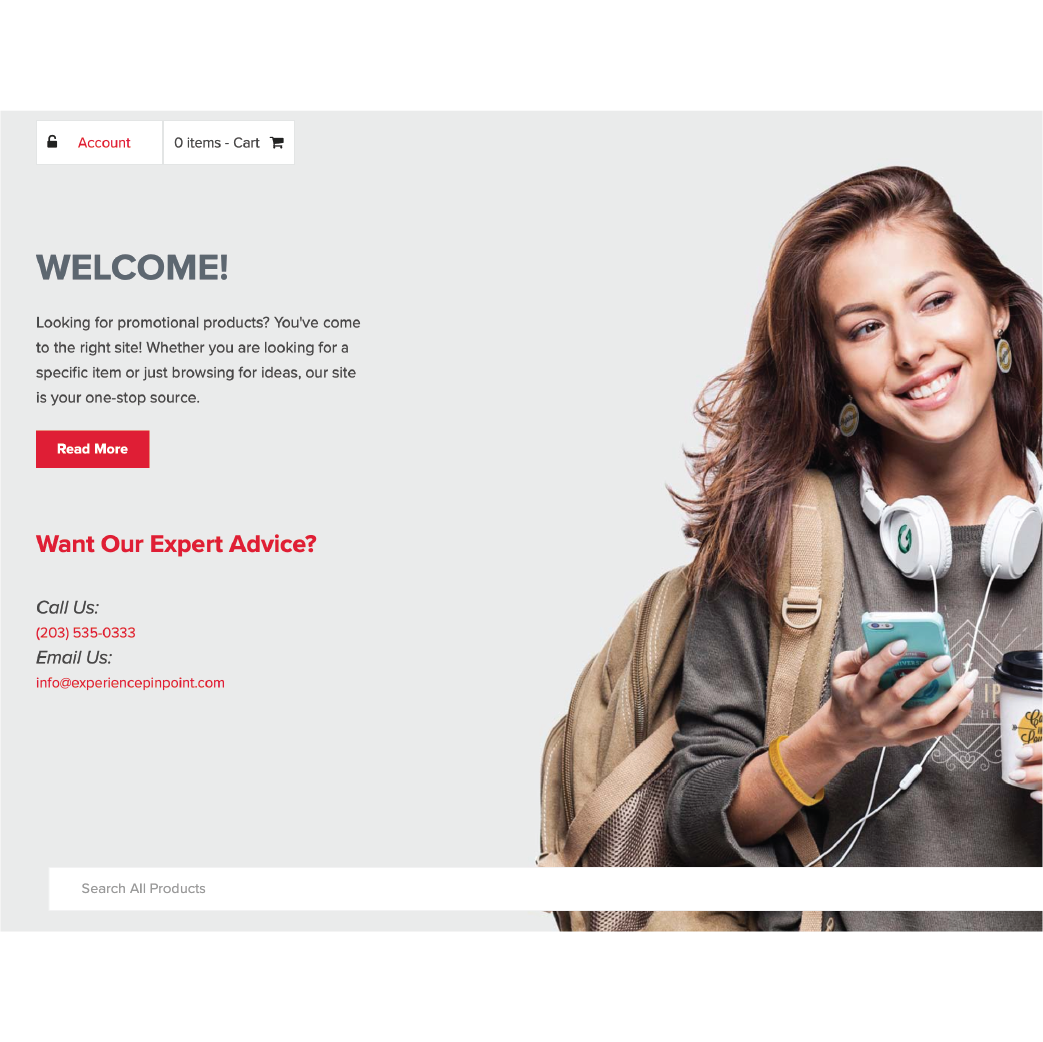 Account
0 items - Cart
WELCOME!
Looking for promotional products? You've come
to the right site! Whether you are looking for a
specific item or just browsing for ideas, our site
is your one-stop source.
Read More
Want Our Expert Advice?
Call Us:
(203) 535-0333
Email Us:
info@experiencepinpoint.com
IP
Search All Products